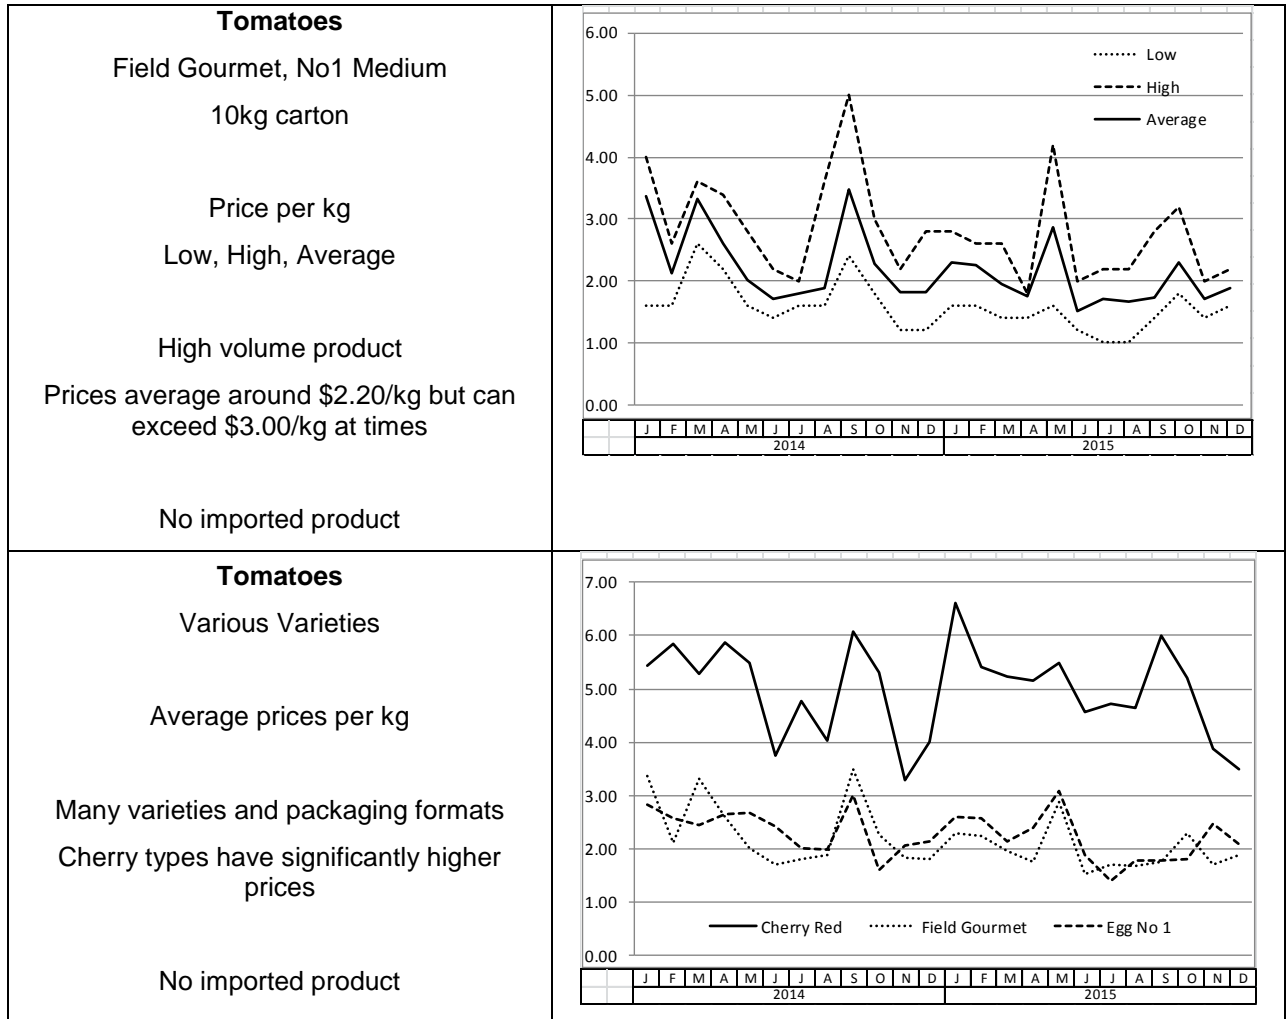 Tomatoes
Field Gourmet, No1 Medium
10kg carton
Price per kg
Low, High, Average
High volume product
Prices average around $2.20/kg but can
exceed $3.00/kg at times
No imported product
6.00
5.00
4.00
3.00
2.00
1.00
0.00
Low
High
Average
J F M A M J J A S O N D J F M A M J J A S O N D
2014 2015
Tomatoes
Various Varieties
Average prices per kg
Many varieties and packaging formats
Cherry types have significantly higher
prices
No imported product
7.00
6.00
5.00
4.00
3.00
2.00
1.00
0.00
Cherry Red Field Gourmet Egg No 1
J F M A M J J A S O N D J F M A M J J A S O N D
2014 2015